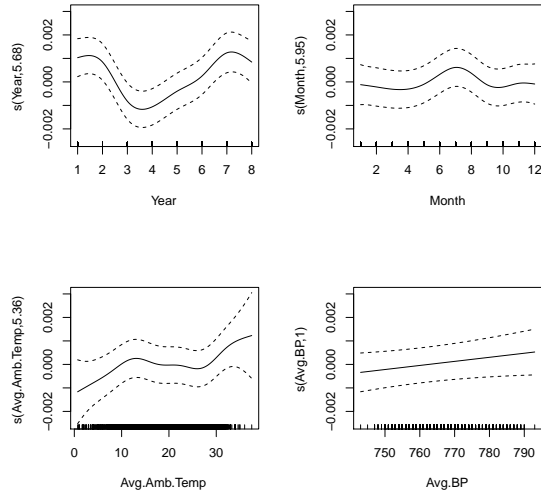 s(Year,5.68)
0.002
0.000
−0.002
1 2 3 4 5 6 7 8
Year
s(Month,5.95)
0.002
0.000
−0.002
2 4 6 8 10 12
Month
s(Avg.Amb.Temp,5.36)
0.002
0.000
−0.002
0 10 20 30
Avg.Amb.Temp
s(Avg.BP,1)
0.002
0.000
−0.002
750 760 770 780 790
Avg.BP